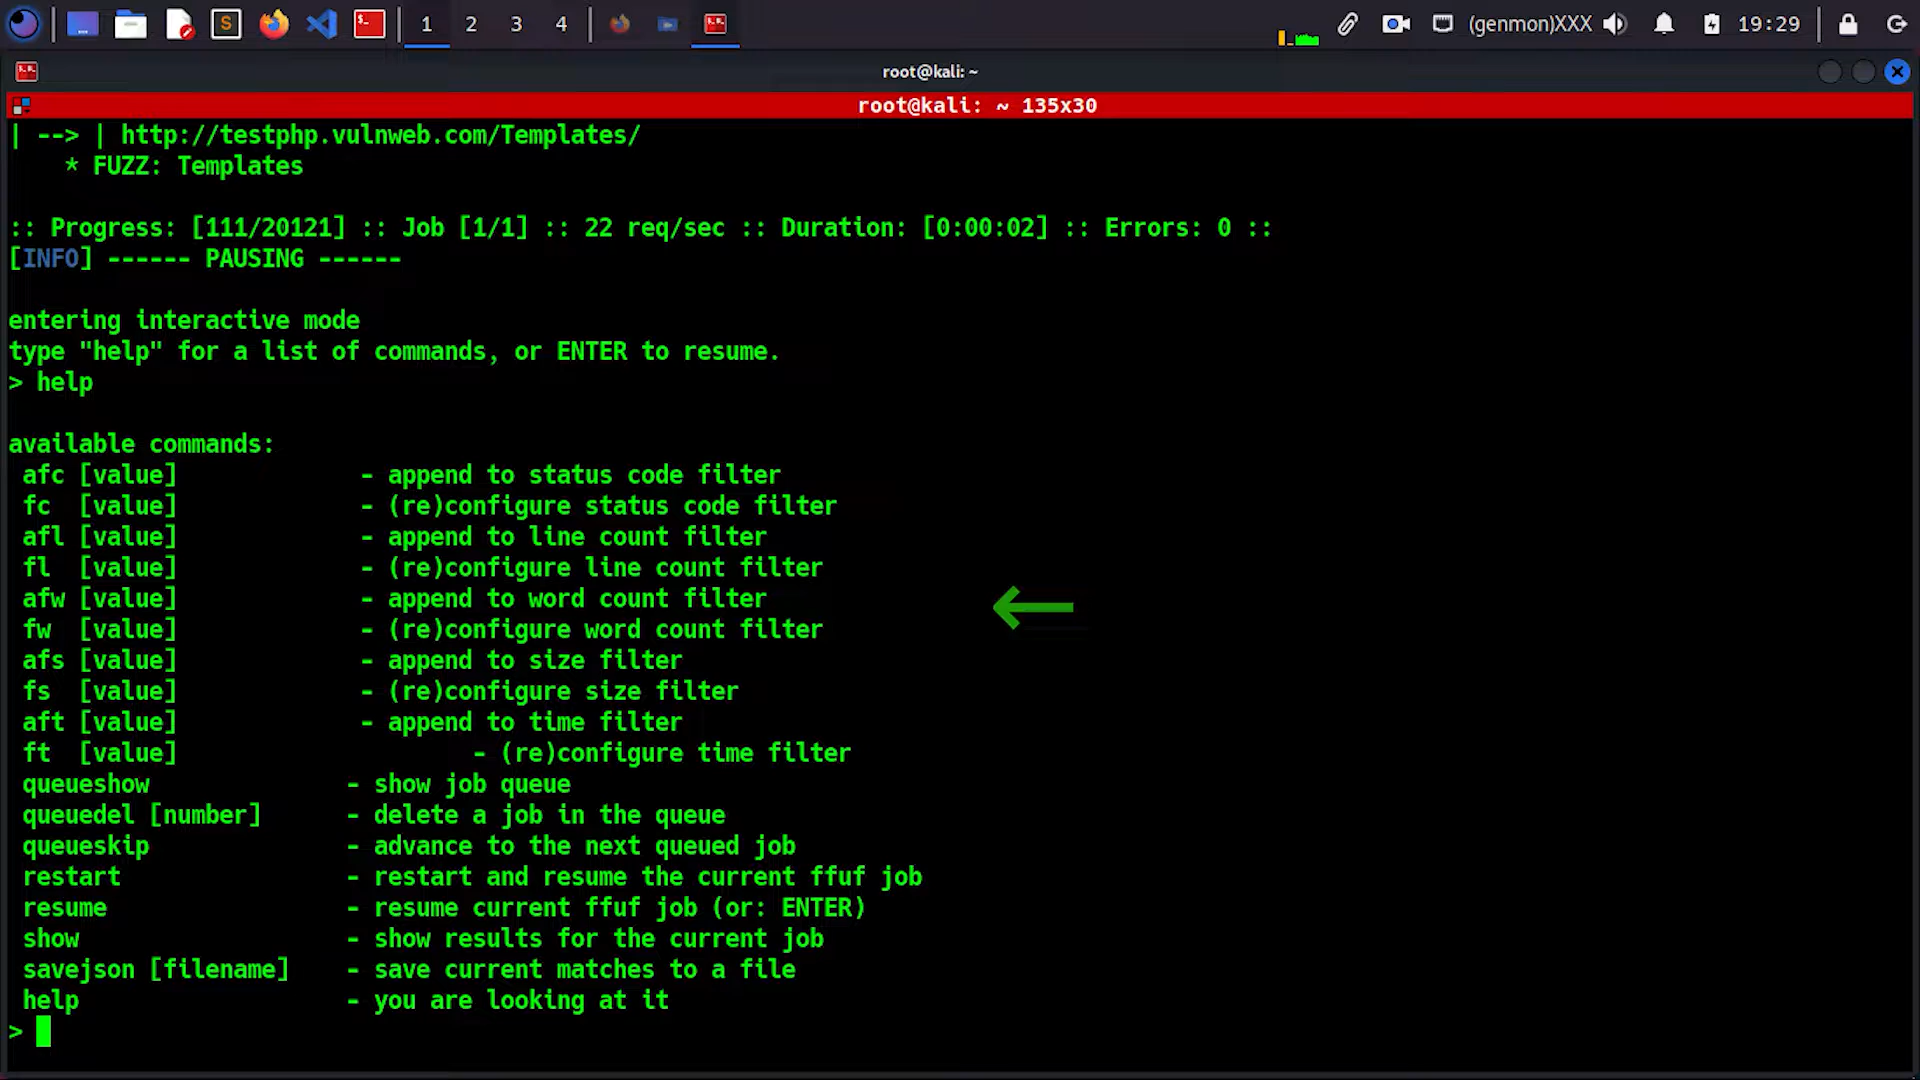 1 2 3 4 (genmon)XXX 19:29
root@kali: ~
root@kali: ~ 135x30
| --> | http://testphp.vulnweb.com/Templates/
* FUZZ: Templates
:: Progress: [111/20121] :: Job [1/1] :: 22 req/sec :: Duration: [0:00:02] :: Errors: 0 ::
[INFO] ------ PAUSING ------
entering interactive mode
type "help" for a list of commands, or ENTER to resume.
> help
available commands:
afc [value] - append to status code filter
fc [value] - (re)configure status code filter
afl [value] - append to line count filter
fl [value] - (re)configure line count filter
afw [value] - append to word count filter
fw [value] - (re)configure word count filter
afs [value] - append to size filter
fs [value] - (re)configure size filter
aft [value] - append to time filter
ft [value] - (re)configure time filter
queueshow - show job queue
queuedel [number] - delete a job in the queue
queueskip - advance to the next queued job
restart - restart and resume the current ffuf job
resume - resume current ffuf job (or: ENTER)
show - show results for the current job
savejson [filename] - save current matches to a file
help - you are looking at it
>